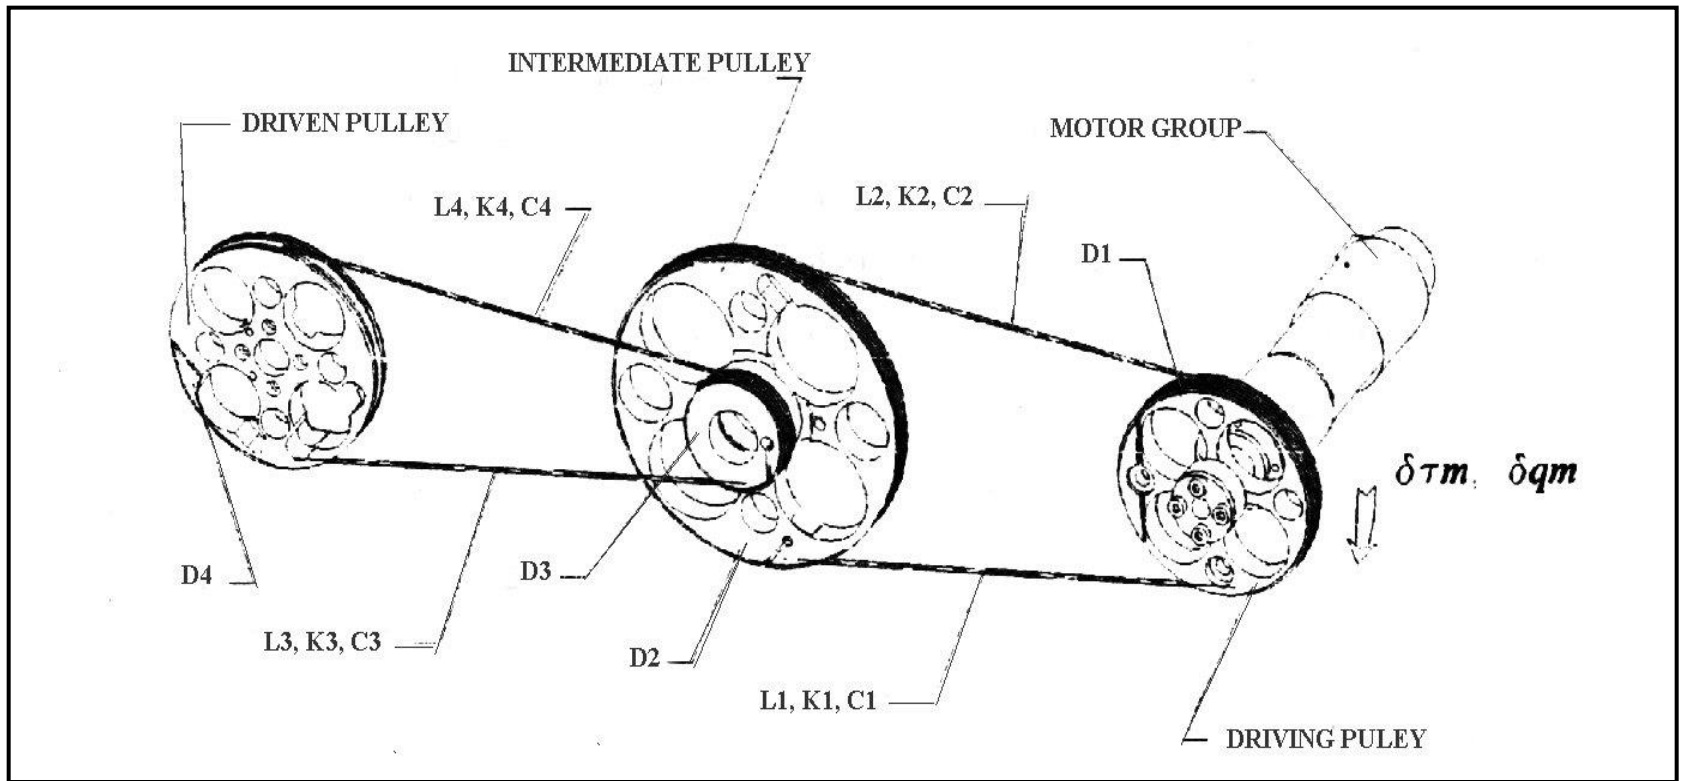 INTERMEDIATE PULLEY
DRIVEN PULLEY
MOTOR GROUP
L4, K4, C4
L2, K2, C2
D1
δτm, δqm
D4
D3
L3, K3, C3
D2
L1, K1, C1
DRIVING PULEY